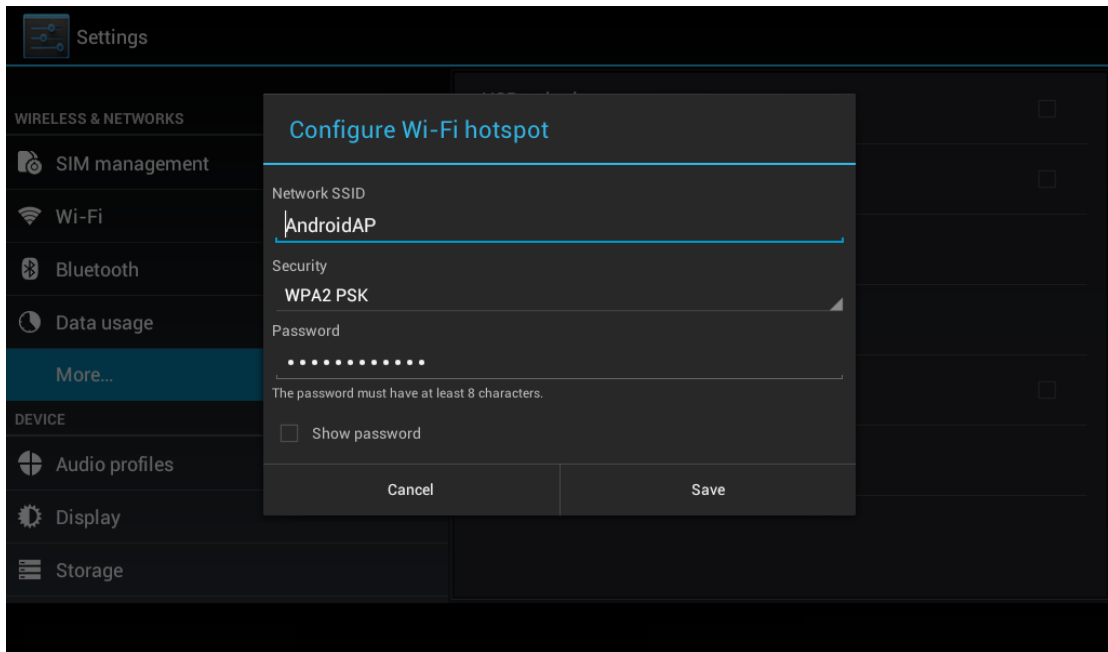 Settings
WIRELESS & NETWORKS
SIM management
Wi-Fi
Bluetooth
Data usage
More...
DEVICE
Audio profiles
Display
Storage
Configure Wi-Fi hotspot
Network SSID
AndroidAP
Security
WPA2 PSK
Password
••••••••••••
The password must have at least 8 characters.
Show password
Cancel
Save